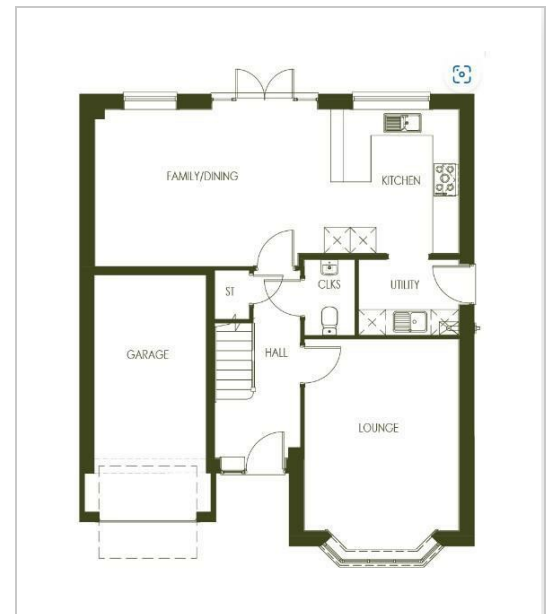 FAMILY/DINING
KITCHEN
ST
CLKS
UTILITY
GARAGE
HALL
LOUNGE